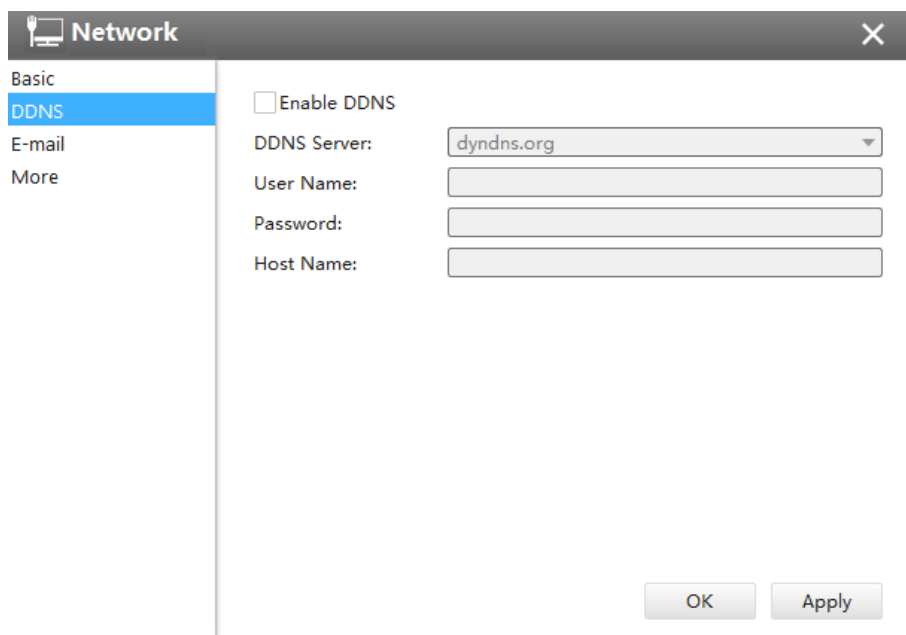 Network
Basic
DDNS
E-mail
More
Enable DDNS
DDNS Server: dyndns.org
User Name:
Password:
Host Name:
OK Apply